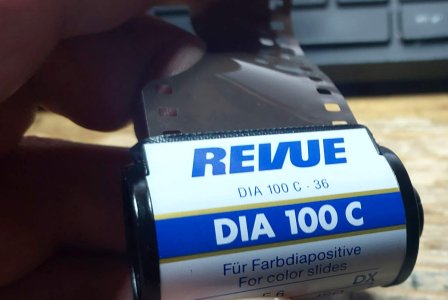 REVUE
DIA 100 C - 36
DIA 100 C
Für Farbdiapositive
For color slides
DX